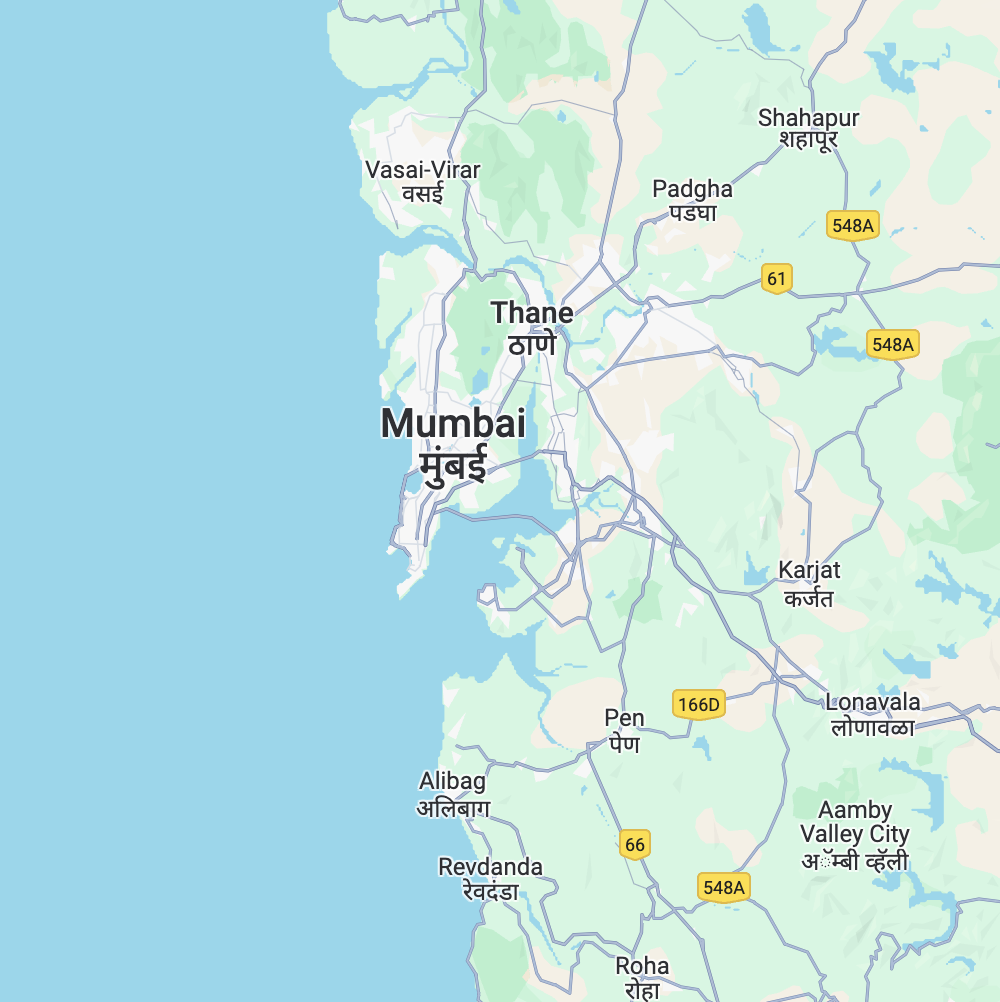 Shahapur
शहापूर
Vasai-Virar
वसई
Padgha
पडघा
548A
61
Thane
ठाणे
548A
Mumbai
मुंबई
Karjat
कर्जत
166D
Lonavala
लोणावळा
Pen
पेण
Alibag
अलिबाग
Aamby
Valley City
अॅम्बी व्हॅली
66
Revdanda
रेवदंडा
548A
Roha
रोहा